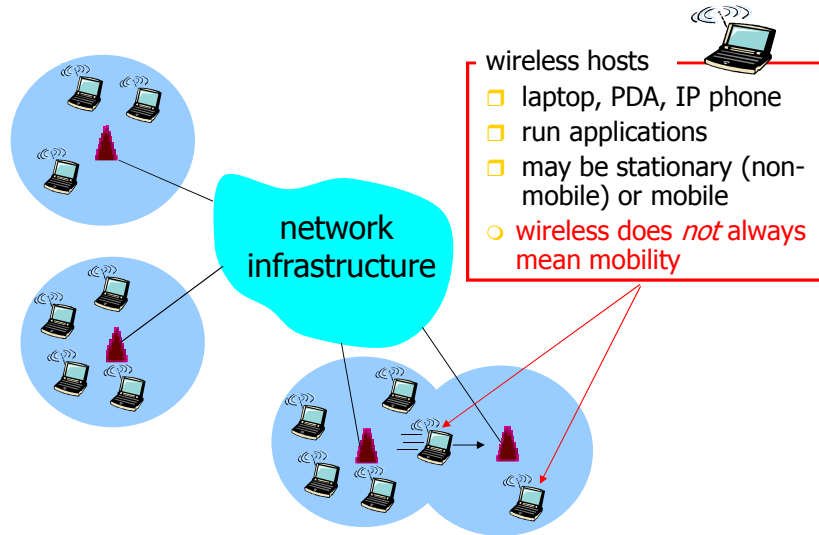 wireless hosts
laptop, PDA, IP phone
run applications
may be stationary (non-
mobile) or mobile
wireless does not always
mean mobility
network
infrastructure